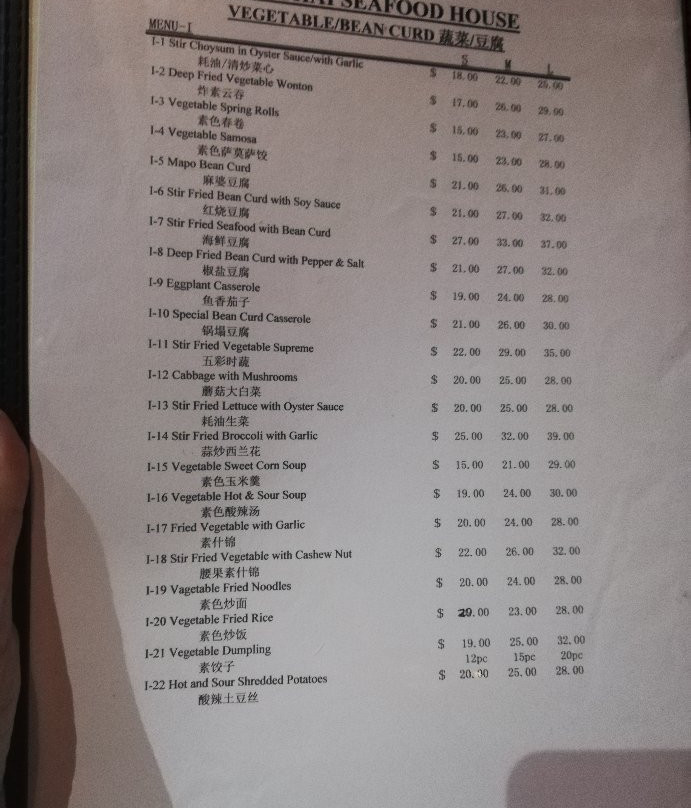 SEAFOOD HOUSE
VEGETABLE/BEAN CURD 蔬菜/豆腐
MENU-I S M L
I-1 Stir Choysum in Oyster Sauce/with Garlic $ 18.00 22.00 25.00
耗油/清炒菜心
I-2 Deep Fried Vegetable Wonton $ 17.00 26.00 29.00
炸素云吞
I-3 Vegetable Spring Rolls $ 15.00 23.00 27.00
素色春卷
I-4 Vegetable Samosa $ 15.00 23.00 28.00
素色萨莫萨饺
I-5 Mapo Bean Curd $ 21.00 26.00 31.00
麻婆豆腐
I-6 Stir Fried Bean Curd with Soy Sauce $ 21.00 27.00 32.00
红烧豆腐
I-7 Stir Fried Seafood with Bean Curd $ 27.00 33.00 37.00
海鲜豆腐
I-8 Deep Fried Bean Curd with Pepper & Salt $ 21.00 27.00 32.00
椒盐豆腐
I-9 Eggplant Casserole $ 19.00 24.00 28.00
鱼香茄子
I-10 Special Bean Curd Casserole $ 21.00 26.00 30.00
锅塌豆腐
I-11 Stir Fried Vegetable Supreme $ 22.00 29.00 35.00
五彩时蔬
I-12 Cabbage with Mushrooms $ 20.00 25.00 28.00
蘑菇大白菜
I-13 Stir Fried Lettuce with Oyster Sauce $ 20.00 25.00 28.00
耗油生菜
I-14 Stir Fried Broccoli with Garlic $ 25.00 32.00 39.00
蒜炒西兰花
I-15 Vegetable Sweet Corn Soup $ 15.00 21.00 29.00
素色玉米羹
I-16 Vegetable Hot & Sour Soup $ 19.00 24.00 30.00
素色酸辣汤
I-17 Fried Vegetable with Garlic $ 20.00 24.00 28.00
素什锦
I-18 Stir Fried Vegetable with Cashew Nut $ 22.00 26.00 32.00
腰果素什锦
I-19 Vagetable Fried Noodles $ 20.00 24.00 28.00
素色炒面
I-20 Vegetable Fried Rice $ 29.00 23.00 28.00
素色炒饭
I-21 Vegetable Dumpling $ 19.00 25.00 32.00
素饺子 12pc 15pc 20pc
I-22 Hot and Sour Shredded Potatoes $ 20.00 25.00 28.00
酸辣土豆丝